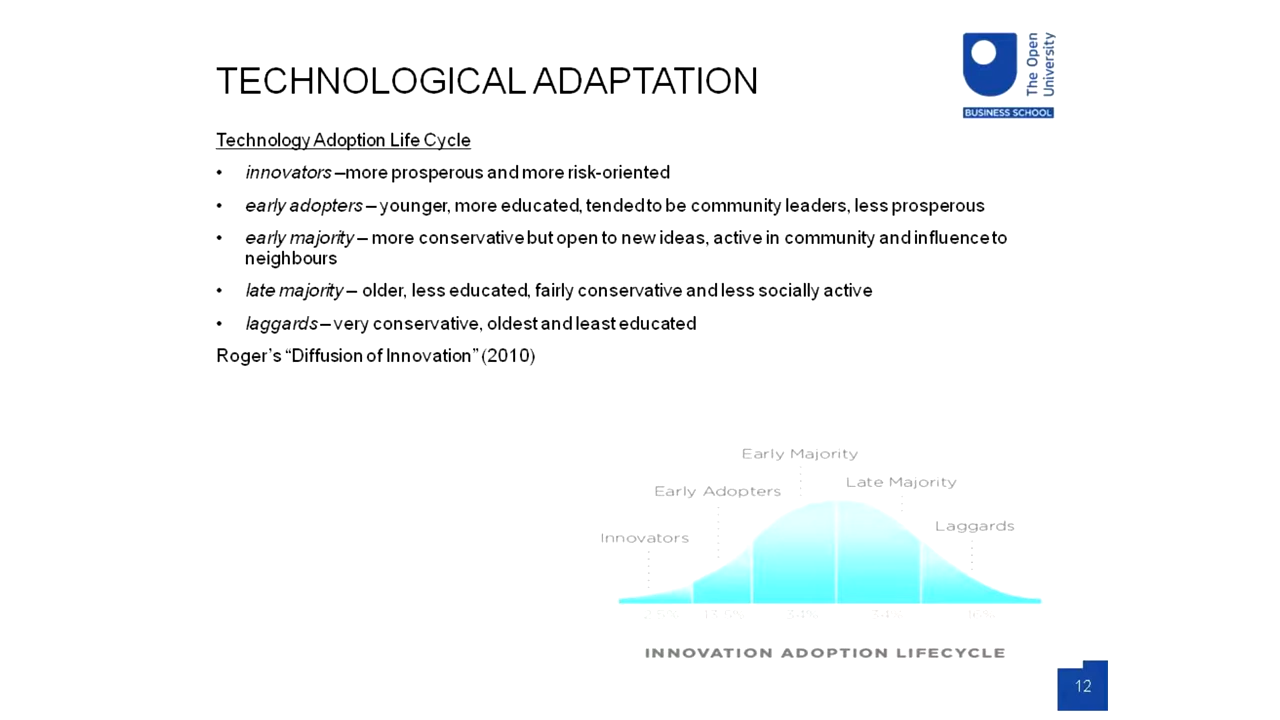 The Open
University
BUSINESS SCHOOL
TECHNOLOGICAL ADAPTATION
Technology Adoption Life Cycle
• innovators –more prosperous and more risk-oriented
• early adopters – younger, more educated, tended to be community leaders, less prosperous
• early majority – more conservative but open to new ideas, active in community and influence to
neighbours
• late majority – older, less educated, fairly conservative and less socially active
• laggards – very conservative, oldest and least educated
Roger's “Diffusion of Innovation” (2010)
Early Majority
Late Majority
Early Adopters
Laggards
Innovators
INNOVATION ADOPTION LIFECYCLE
12